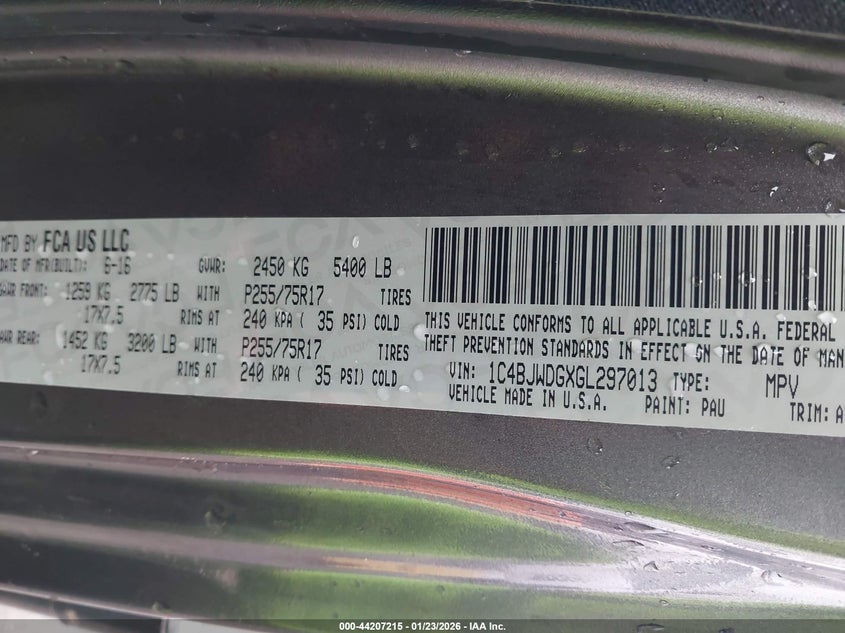 MFD BY FCA US LLC
DATE OF MFR(BUILT): 6-16 GVWR: 2450 KG 5400 LB
GAWR FRONT: 1259 KG 2775 LB WITH P255/75R17 TIRES
17X7.5 RIMS AT 240 KPA ( 35 PSI) COLD
GAWR REAR: 1452 KG 3200 LB WITH P255/75R17 TIRES
17X7.5 RIMS AT 240 KPA ( 35 PSI) COLD
THIS VEHICLE CONFORMS TO ALL APPLICABLE U.S.A. FEDERAL
THEFT PREVENTION STANDARDS IN EFFECT ON THE DATE OF MAN
VIN: 1C4BJWDGXGL297013 TYPE: MPV
VEHICLE MADE IN U.S.A. PAINT: PAU TRIM: A
000-44207215 - 01/23/2026 - IAA Inc.